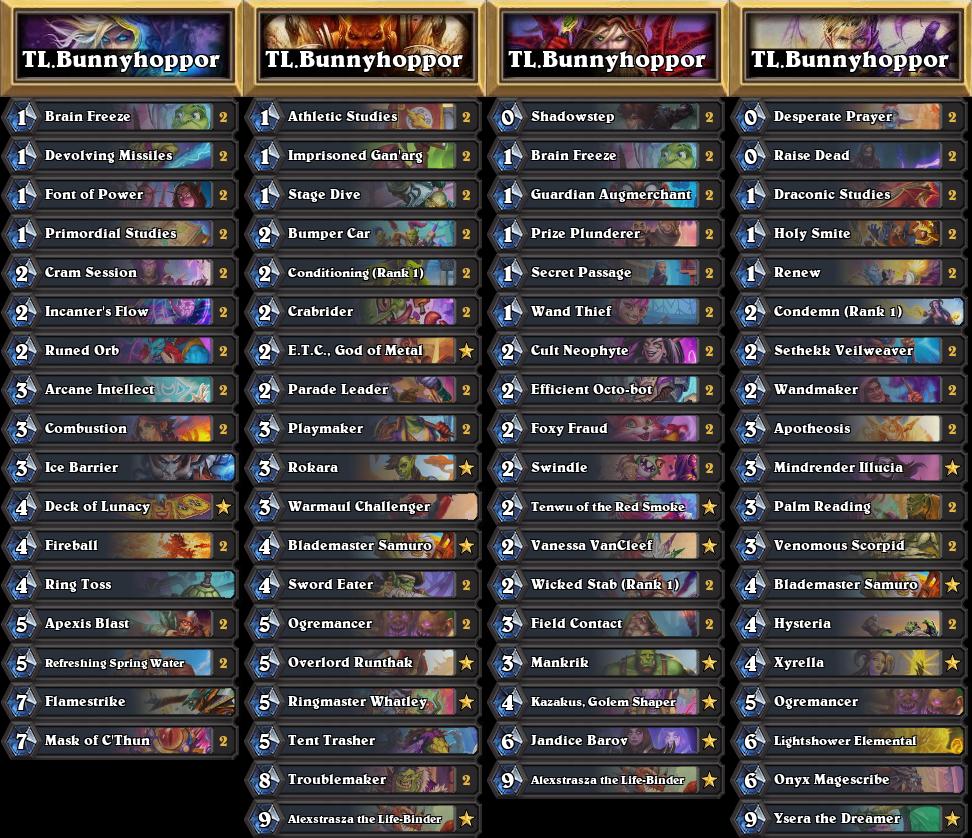 TL.Bunnyhoppor
1 Brain Freeze 2
1 Devolving Missiles 2
1 Font of Power 2
1 Primordial Studies 2
2 Cram Session 2
2 Incanter's Flow 2
2 Runed Orb 2
3 Arcane Intellect 2
3 Combustion 2
3 Ice Barrier
4 Deck of Lunacy
4 Fireball 2
4 Ring Toss
5 Apexis Blast 2
5 Refreshing Spring Water 2
7 Flamestrike
7 Mask of C'Thun 2
TL.Bunnyhoppor
1 Athletic Studies 2
1 Imprisoned Gan'arg 2
1 Stage Dive 2
2 Bumper Car 2
2 Conditioning (Rank 1) 2
2 Crabrider 2
2 E.T.C., God of Metal
2 Parade Leader 2
3 Playmaker 2
3 Rokara
3 Warmaul Challenger
4 Blademaster Samuro
4 Sword Eater 2
5 Ogremancer 2
5 Overlord Runthak
5 Ringmaster Whatley
5 Tent Trasher
8 Troublemaker 2
9 Alexstrasza the Life-Binder
TL.Bunnyhoppor
0 Shadowstep 2
1 Brain Freeze 2
1 Guardian Augmerchant 2
1 Prize Plunderer 2
1 Secret Passage 2
1 Wand Thief 2
2 Cult Neophyte 2
2 Efficient Octo-bot 2
2 Foxy Fraud 2
2 Swindle 2
2 Tenwu of the Red Smoke
2 Vanessa VanCleef
2 Wicked Stab (Rank 1) 2
3 Field Contact 2
3 Mankrik
4 Kazakus, Golem Shaper
6 Jandice Barov
9 Alexstrasza the Life-Binder
TL.Bunnyhoppor
0 Desperate Prayer 2
0 Raise Dead 2
1 Draconic Studies 2
1 Holy Smite 2
1 Renew 2
2 Condemn (Rank 1)
2 Sethekk Veilweaver 2
2 Wandmaker 2
3 Apotheosis 2
3 Mindrender Illucia
3 Palm Reading 2
3 Venomous Scorpid 2
4 Blademaster Samuro
4 Hysteria 2
4 Xyrella
5 Ogremancer
6 Lightshower Elemental
6 Onyx Magescribe
9 Ysera the Dreamer